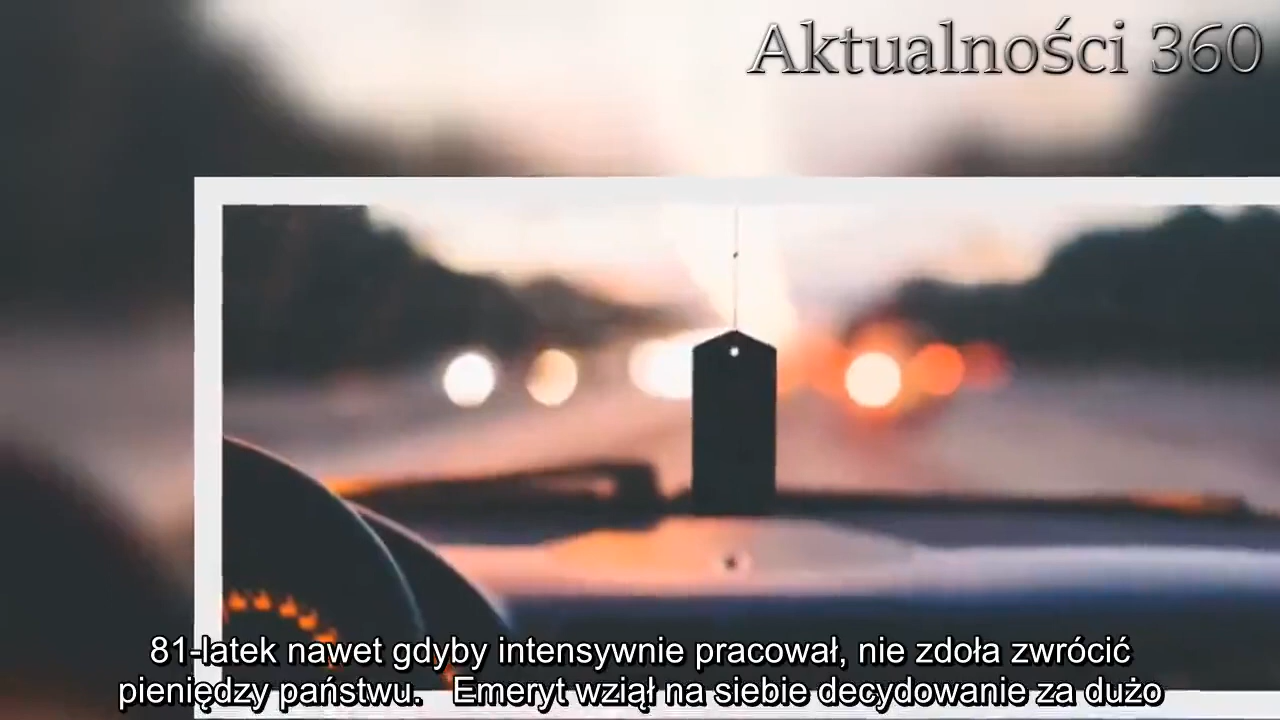 Aktualności 360
81-latek nawet gdyby intensywnie pracował, nie zdoła zwrócić
pieniędzy państwu. Emeryt wziął na siebie decydowanie za dużo